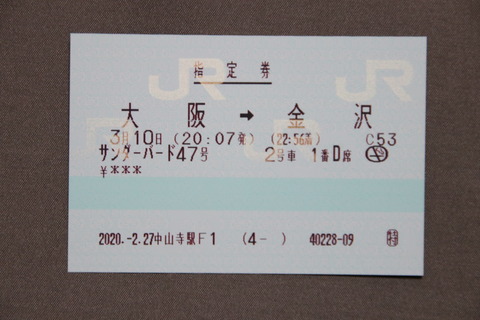 指定券
大阪 → 金沢
3月10日 (20:07発) (22:56着) C53
サンダーバード47号 2号車 1番D席
¥***
2020.-2.27中山寺駅F1 (4- ) 40228-09 特